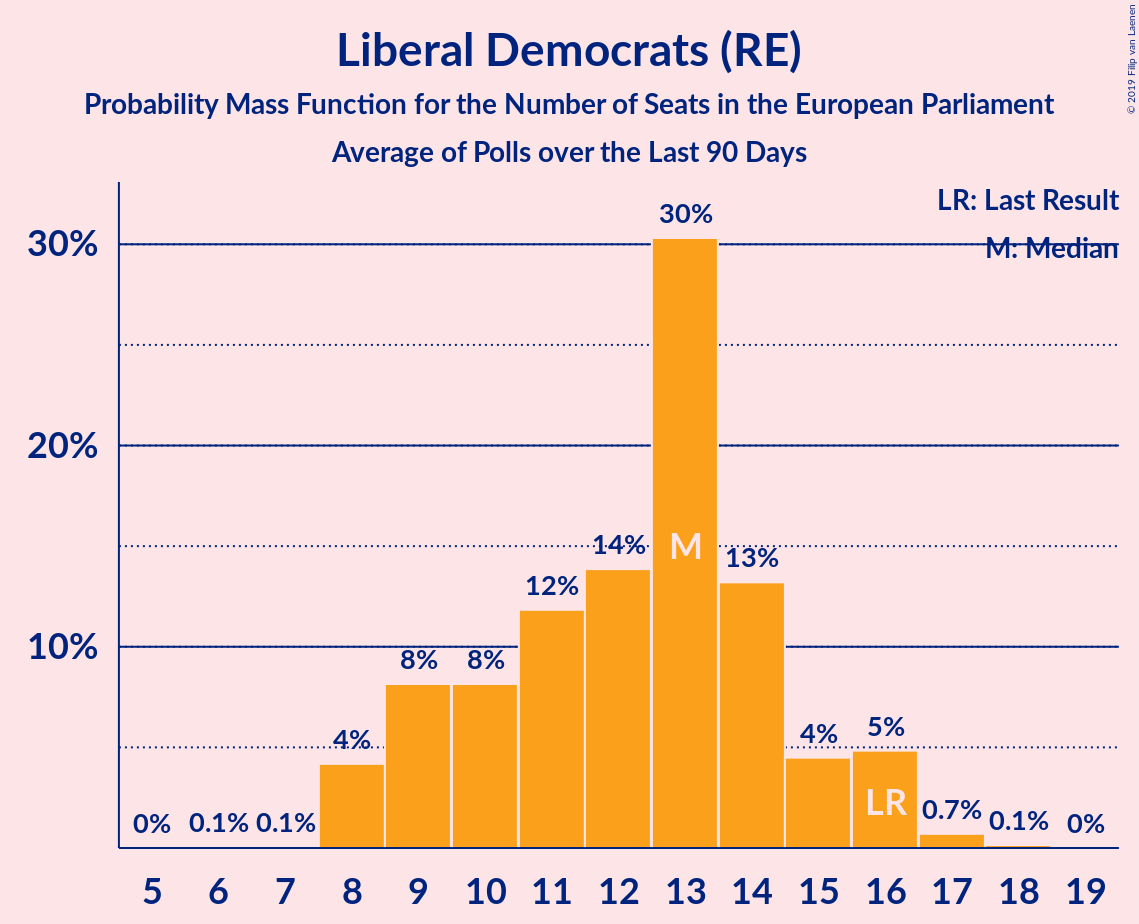 Liberal Democrats (RE)
Probability Mass Function for the Number of Seats in the European Parliament
Average of Polls over the Last 90 Days
© 2019 Filip van Laenen
LR: Last Result
M: Median
30%
20%
10%
0%
0.1%
0.1%
4%
8%
8%
12%
14%
30%
M
13%
4%
5%
LR
0.7%
0.1%
0%
5 6 7 8 9 10 11 12 13 14 15 16 17 18 19